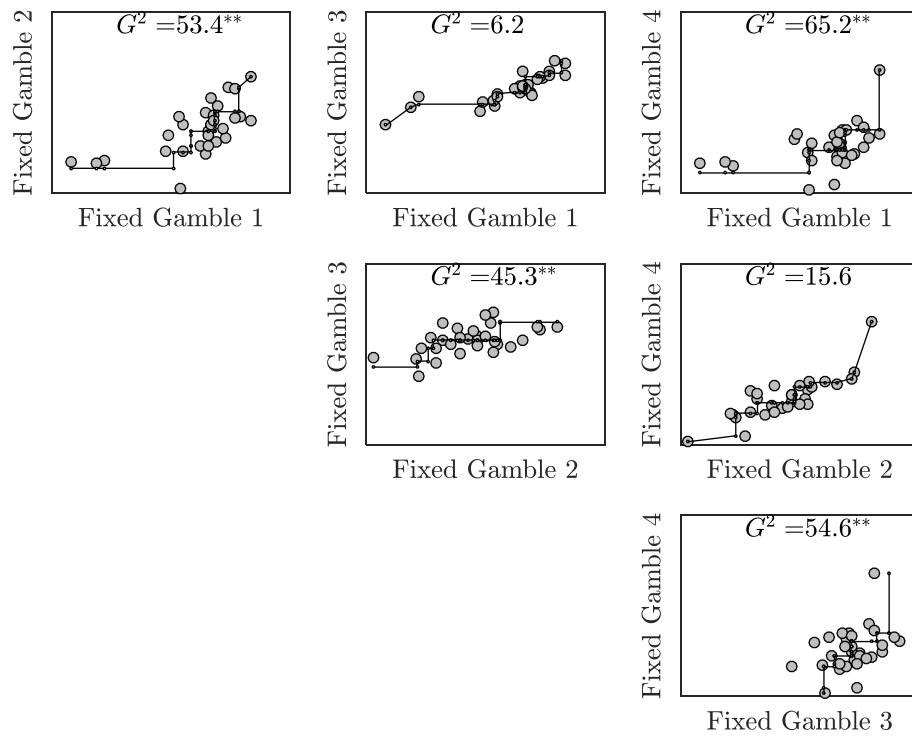 G² =53.4**
Fixed Gamble 2
Fixed Gamble 1
G² =6.2
Fixed Gamble 3
Fixed Gamble 1
G² =65.2**
Fixed Gamble 4
Fixed Gamble 1
G² =45.3**
Fixed Gamble 3
Fixed Gamble 2
G² =15.6
Fixed Gamble 4
Fixed Gamble 2
G² =54.6**
Fixed Gamble 4
Fixed Gamble 3